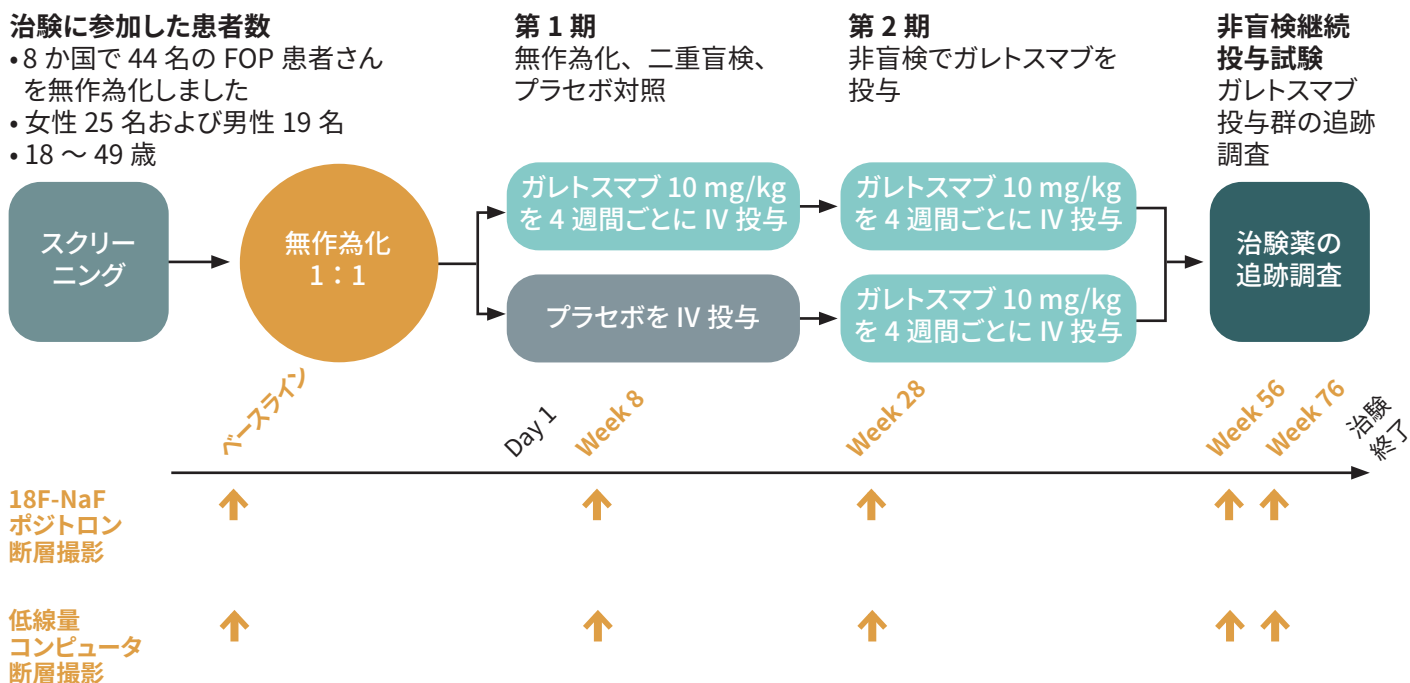 治験に参加した患者数
• 8 か国で 44 名の FOP 患者さん
を無作為化しました
• 女性 25 名および男性 19 名
• 18 ～ 49 歳
第 1 期
無作為化、二重盲検、
プラセボ対照
第 2 期
非盲検でガレトスマブを
投与
非盲検継続
投与試験
ガレトスマブ
投与群の追跡
調査
スクリー
ニング
無作為化
1：1
ガレトスマブ 10 mg/kg
を 4 週間ごとに IV 投与
プラセボを IV 投与
ガレトスマブ 10 mg/kg
を 4 週間ごとに IV 投与
ガレトスマブ 10 mg/kg
を 4 週間ごとに IV 投与
治験薬の
追跡調査
ベースライン
Day 1
Week 8
Week 28
Week 56
Week 76
治験
終了
18F-NaF
ポジトロン
断層撮影
低線量
コンピュータ
断層撮影